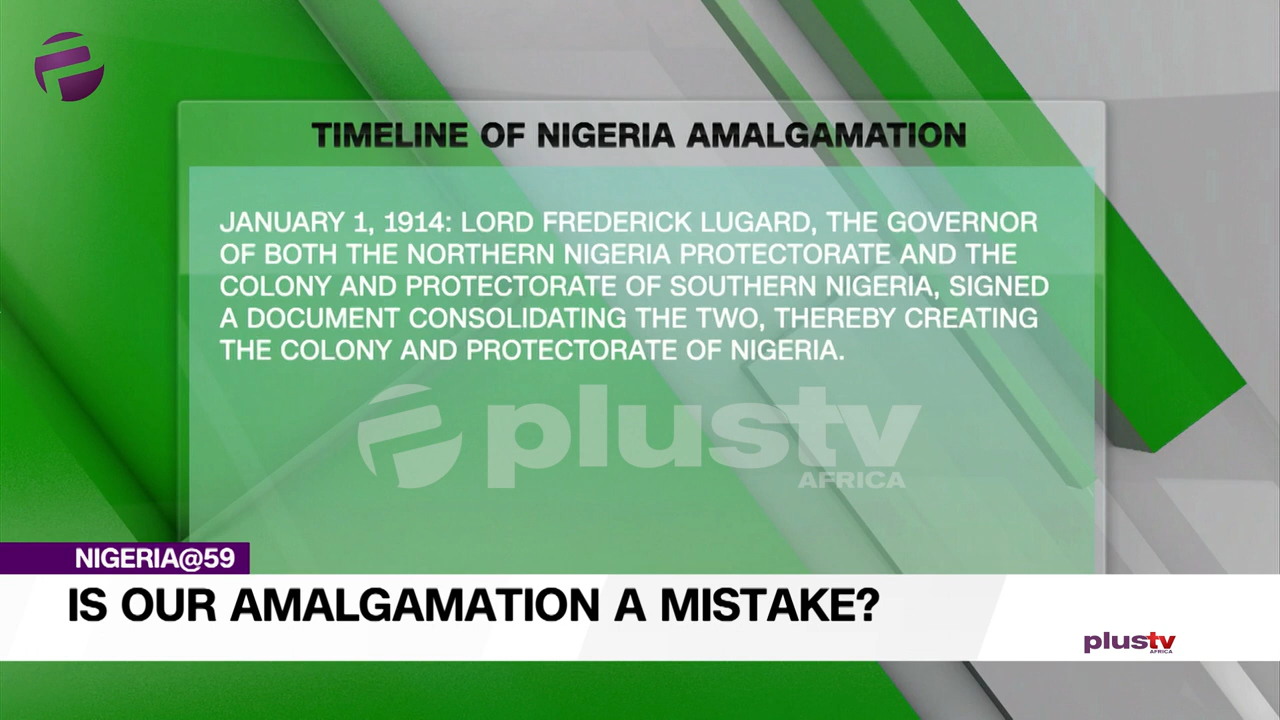 TIMELINE OF NIGERIA AMALGAMATION
JANUARY 1, 1914: LORD FREDERICK LUGARD, THE GOVERNOR
OF BOTH THE NORTHERN NIGERIA PROTECTORATE AND THE
COLONY AND PROTECTORATE OF SOUTHERN NIGERIA, SIGNED
A DOCUMENT CONSOLIDATING THE TWO, THEREBY CREATING
THE COLONY AND PROTECTORATE OF NIGERIA.
plustv
AFRICA
NIGERIA@59
IS OUR AMALGAMATION A MISTAKE?
plustv
AFRICA